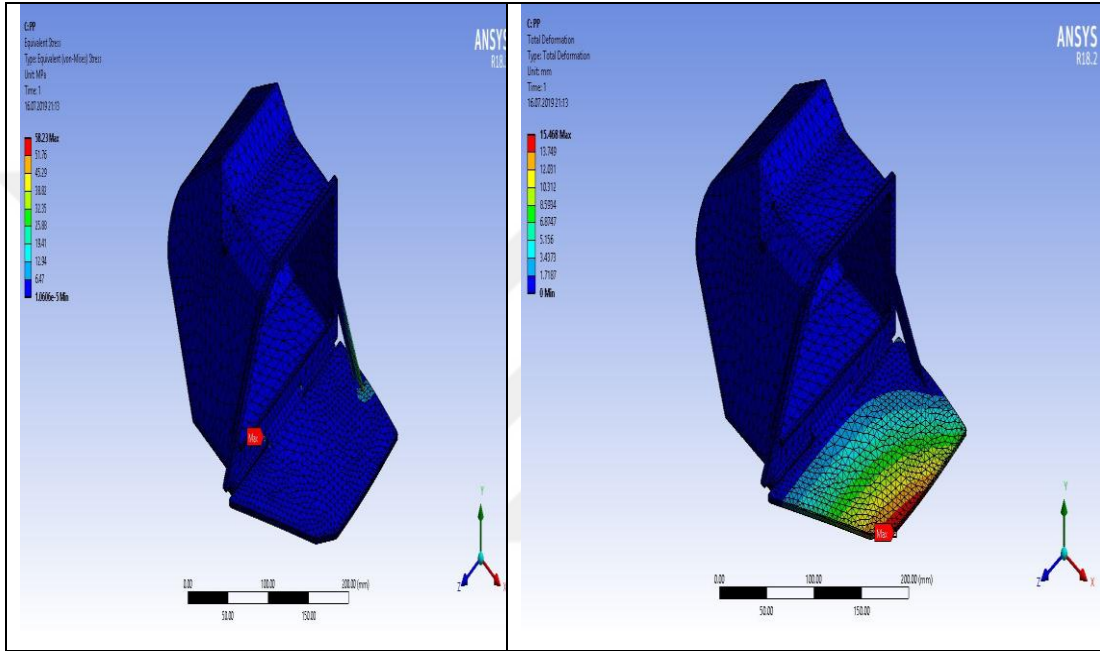 C: PP
Equivalent Stress
Type: Equivalent (von-Mises) Stress
Unit: MPa
Time: 1
16.07.2019 21:13
58.23 Max
51.76
45.29
38.82
32.35
25.88
19.41
12.94
6.47
1.0606e-5 Min
ANSYS
R18.
Max
Y
Z
X
0.00 100.00 200.00 (mm)
50.00 150.00
C: PP
Total Deformation
Type: Total Deformation
Unit: mm
Time: 1
16.07.2019 21:13
15.468 Max
13.749
12.031
10.312
8.5934
6.8747
5.156
3.4373
1.7187
0 Min
ANSYS
R18.2
Max
Y
Z
X
0.00 100.00 200.00 (mm)
50.00 150.00